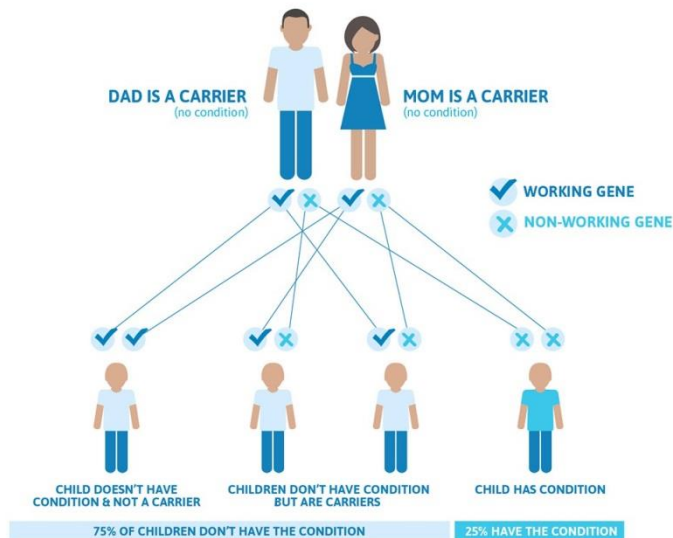 DAD IS A CARRIER
(no condition)
MOM IS A CARRIER
(no condition)
WORKING GENE
NON-WORKING GENE
CHILD DOESN'T HAVE
CONDITION & NOT A CARRIER
CHILDREN DON'T HAVE CONDITION
BUT ARE CARRIERS
CHILD HAS CONDITION
75% OF CHILDREN DON'T HAVE THE CONDITION
25% HAVE THE CONDITION